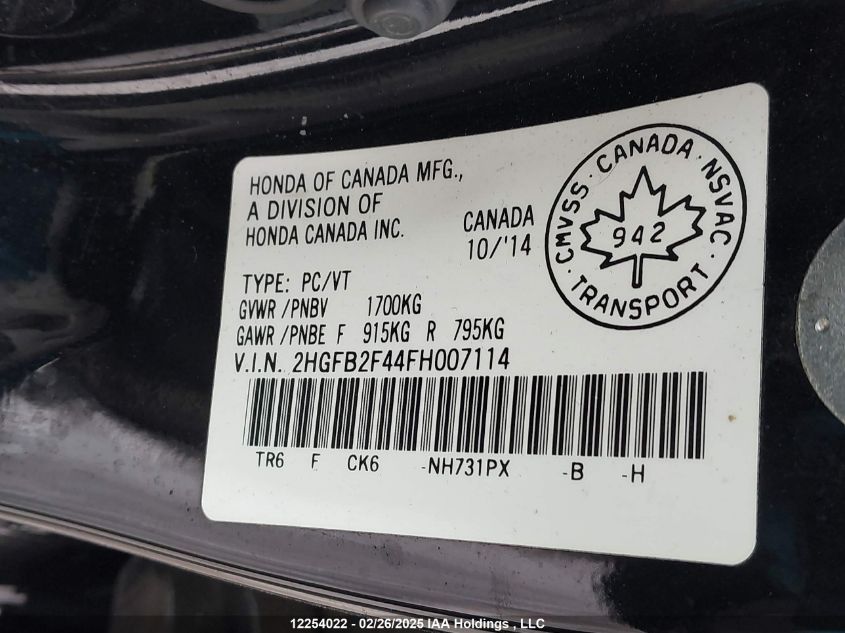 HONDA OF CANADA MFG.,
A DIVISION OF
HONDA CANADA INC.
CANADA
10/'14
CMVSS · CANADA · NSVAC · TRANSPORT ·
942
TYPE: PC/VT
GVWR /PNBV 1700KG
GAWR /PNBE F 915KG R 795KG
V.I.N. 2HGFB2F44FH007114
TR6 F CK6 -NH731PX -B -H
12254022 - 02/26/2025 IAA Holdings , LLC